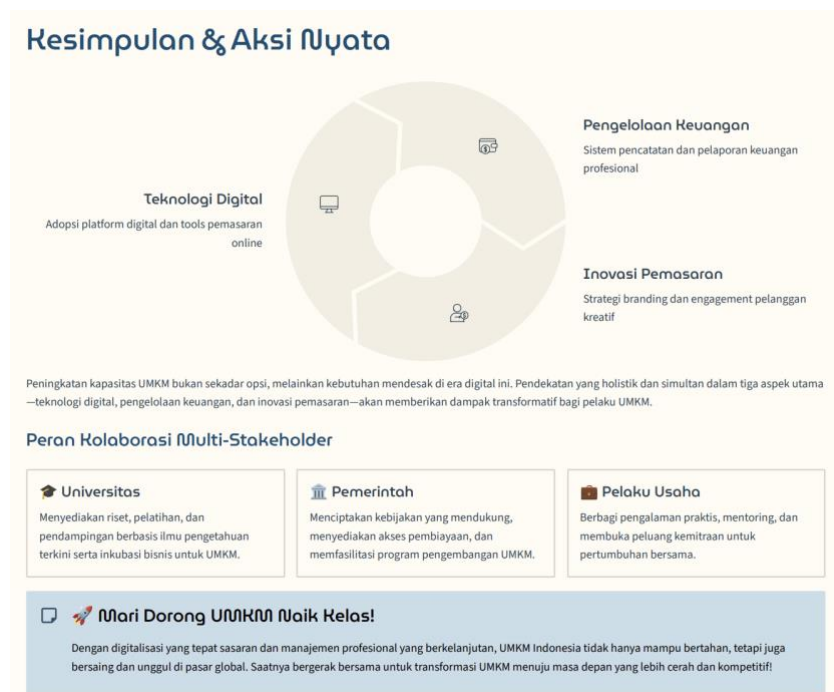 Kesimpulan & Aksi Nyata
Pengelolaan Keuangan
Sistem pencatatan dan pelaporan keuangan
profesional
Teknologi Digital
Adopsi platform digital dan tools pemasaran
online
Inovasi Pemasaran
Strategi branding dan engagement pelanggan
kreatif
Peningkatan kapasitas UMKM bukan sekadar opsi, melainkan kebutuhan mendesak di era digital ini. Pendekatan yang holistik dan simultan dalam tiga aspek utama
—teknologi digital, pengelolaan keuangan, dan inovasi pemasaran—akan memberikan dampak transformatif bagi pelaku UMKM.
Peran Kolaborasi Multi-Stakeholder
🎓 Universitas
Menyediakan riset, pelatihan, dan
pendampingan berbasis ilmu pengetahuan
terkini serta inkubasi bisnis untuk UMKM.
🏛️ Pemerintah
Menciptakan kebijakan yang mendukung,
menyediakan akses pembiayaan, dan
memfasilitasi program pengembangan UMKM.
💼 Pelaku Usaha
Berbagi pengalaman praktis, mentoring, dan
membuka peluang kemitraan untuk
pertumbuhan bersama.
🚀 Mari Dorong UMKM Naik Kelas!
Dengan digitalisasi yang tepat sasaran dan manajemen profesional yang berkelanjutan, UMKM Indonesia tidak hanya mampu bertahan, tetapi juga
bersaing dan unggul di pasar global. Saatnya bergerak bersama untuk transformasi UMKM menuju masa depan yang lebih cerah dan kompetitif!